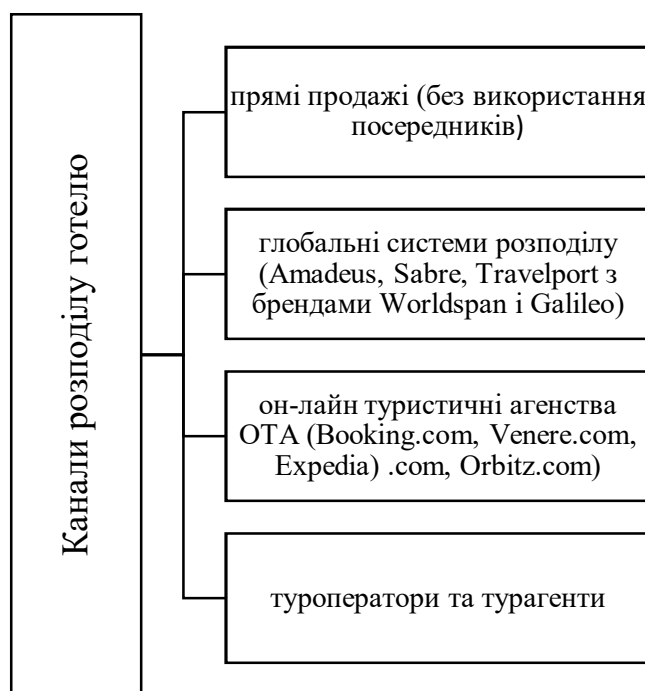 Канали розподілу готелю
прямі продажі (без використання
посередників)
глобальні системи розподілу
(Amadeus, Sabre, Travelport з
брендами Worldspan і Galileo)
он-лайн туристичні агенства
ОТА (Booking.com, Venere.com,
Expedia) .com, Orbitz.com)
туроператори та турагенти